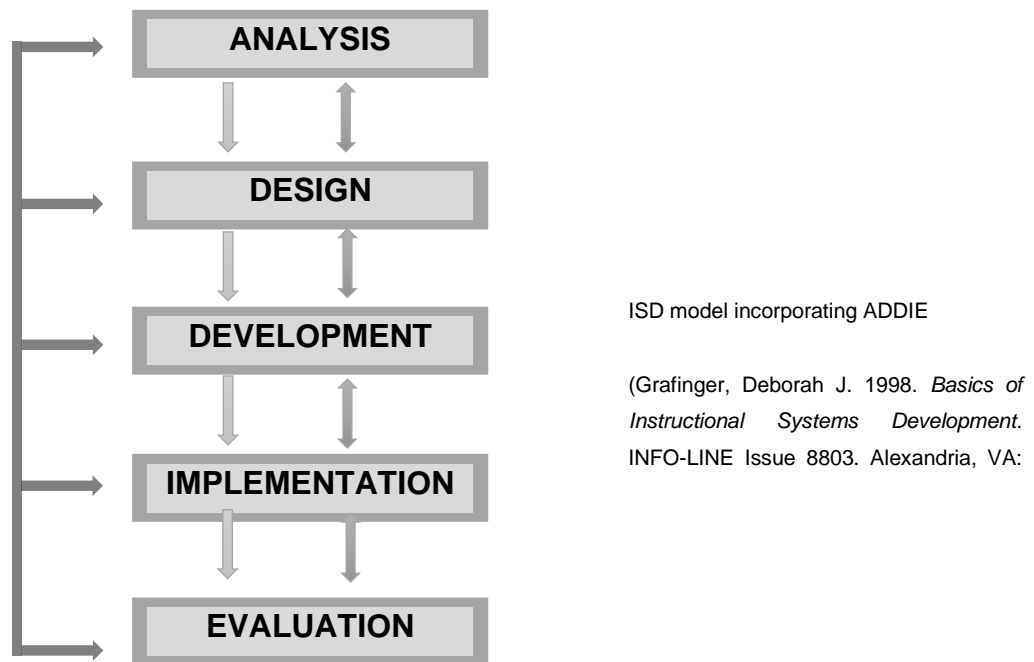 ANALYSIS
DESIGN
DEVELOPMENT
IMPLEMENTATION
EVALUATION
ISD model incorporating ADDIE
(Grafinger, Deborah J. 1998. Basics of
Instructional Systems Development.
INFO-LINE Issue 8803. Alexandria, VA: